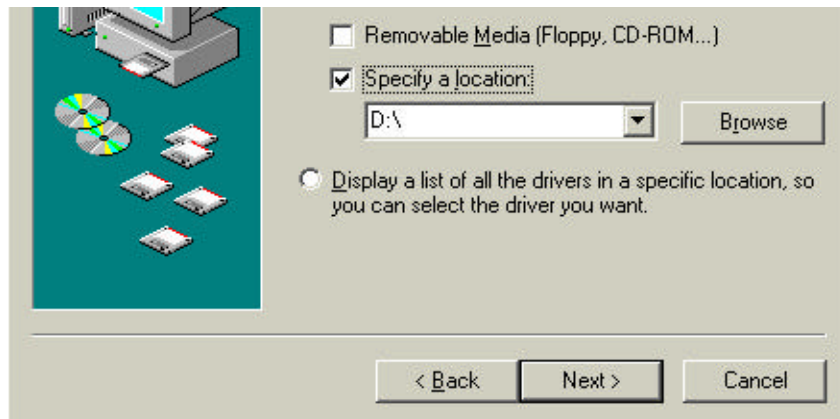 Removable Media (Floppy, CD-ROM...)
Specify a location:
D:\
Browse
Display a list of all the drivers in a specific location, so
you can select the driver you want.
< Back
Next >
Cancel